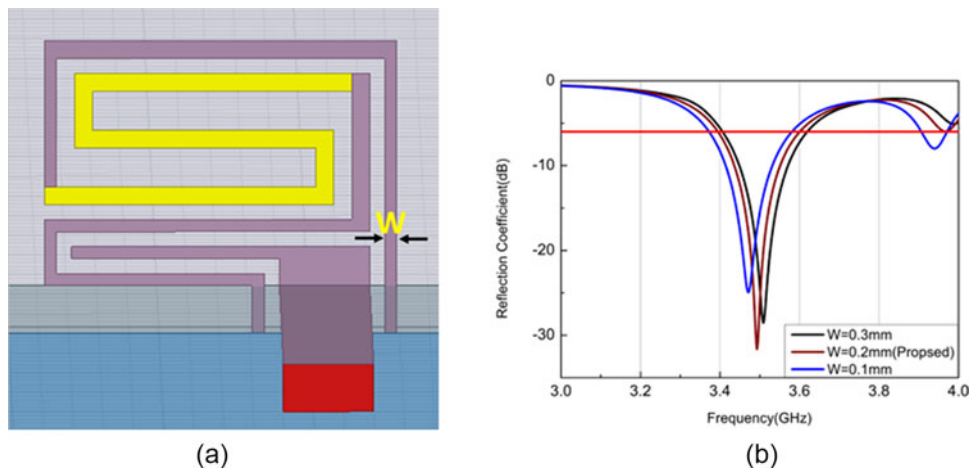 W
(a)
0
-10
-20
-30
Reflection Coefficient(dB)
W=0.3mm
W=0.2mm(Propsed)
W=0.1mm
3.0 3.2 3.4 3.6 3.8 4.0
Frequency(GHz)
(b)